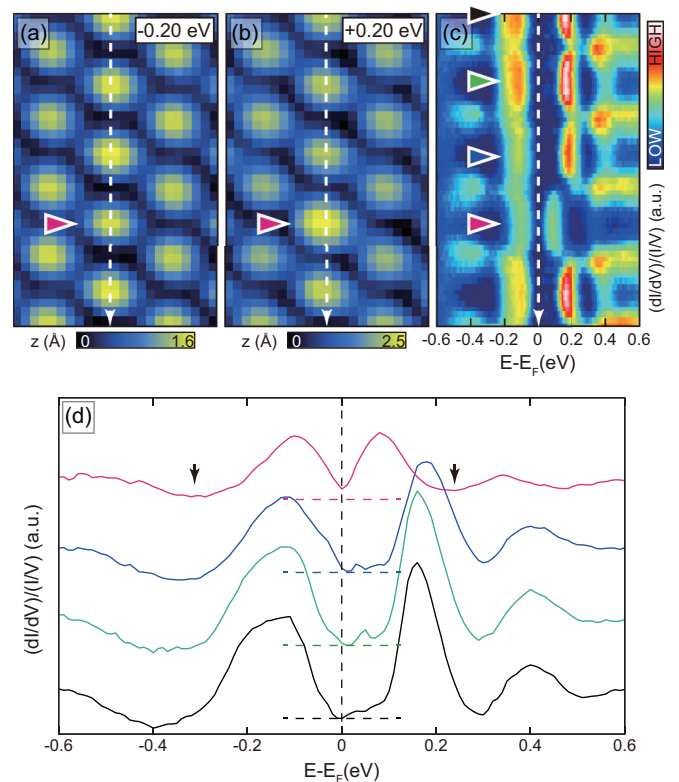 (a) -0.20 eV
(b) +0.20 eV
(c)
HIGH
LOW
(dI/dV)/(I/V) (a.u.)
z (Å) 0 1.6
z (Å) 0 2.5
-0.6 -0.4 -0.2 0 0.2 0.4 0.6
E-E_F(eV)
(d)
(dI/dV)/(I/V) (a.u.)
-0.6 -0.4 -0.2 0 0.2 0.4 0.6
E-E_F(eV)